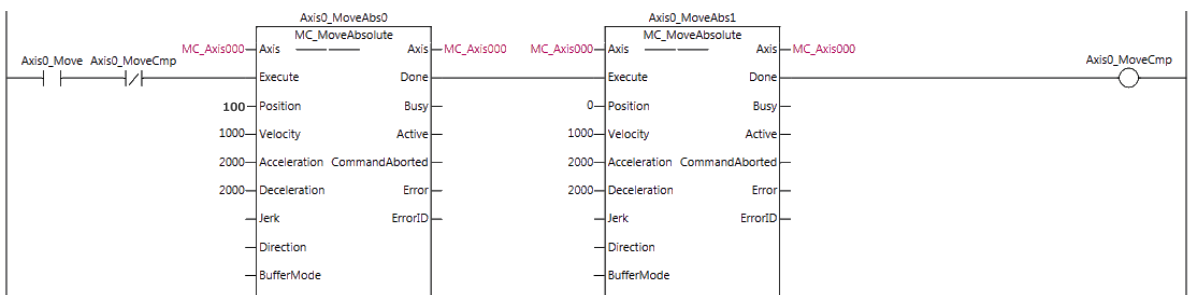 Axis0_MoveAbs0 Axis0_MoveAbs1
MC_MoveAbsolute MC_MoveAbsolute
MC_Axis000 Axis Axis MC_Axis000 MC_Axis000 Axis Axis MC_Axis000
Axis0_Move Axis0_MoveCmp Axis0_MoveCmp
Execute Done Execute Done
100 Position Busy 0 Position Busy
1000 Velocity Active 1000 Velocity Active
2000 Acceleration CommandAborted 2000 Acceleration CommandAborted
2000 Deceleration Error 2000 Deceleration Error
Jerk ErrorID Jerk ErrorID
Direction Direction
BufferMode BufferMode